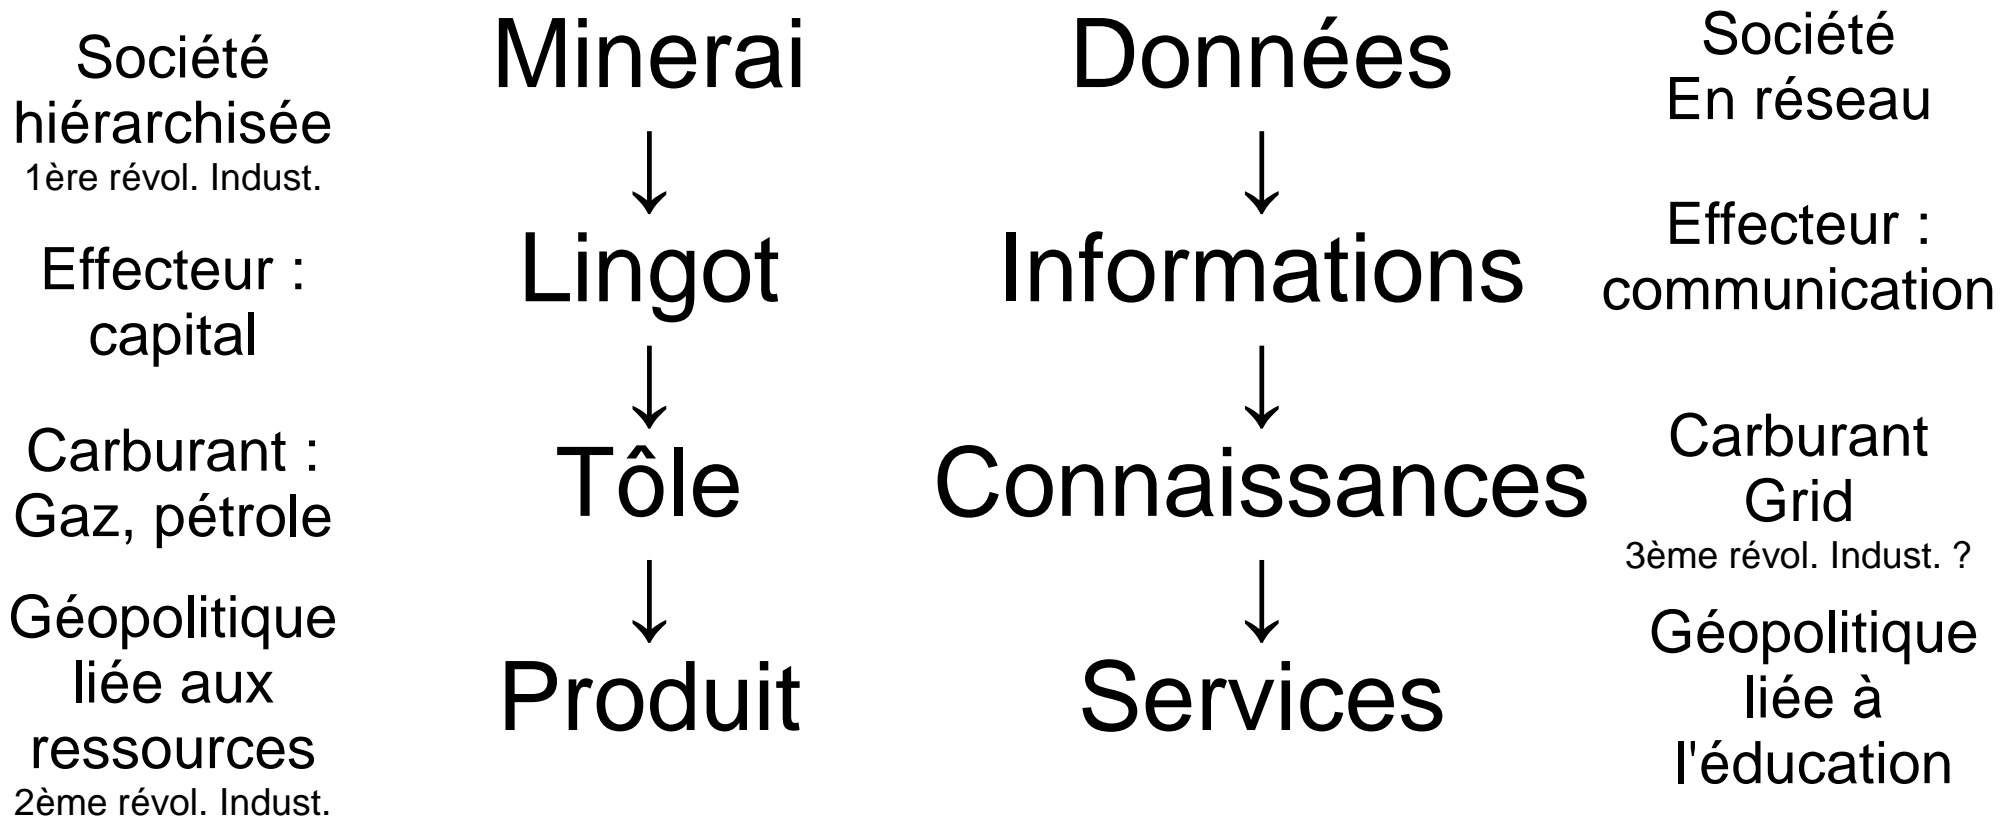 Société
hiérarchisée
1ère révol. Indust.
Effecteur :
capital
Carburant :
Gaz, pétrole
Géopolitique
liée aux
ressources
2ème révol. Indust.
Minerai
↓
Lingot
↓
Tôle
↓
Produit
Données
↓
Informations
↓
Connaissances
↓
Services
Société
En réseau
Effecteur :
communication
Carburant
Grid
3ème révol. Indust. ?
Géopolitique
liée à
l'éducation